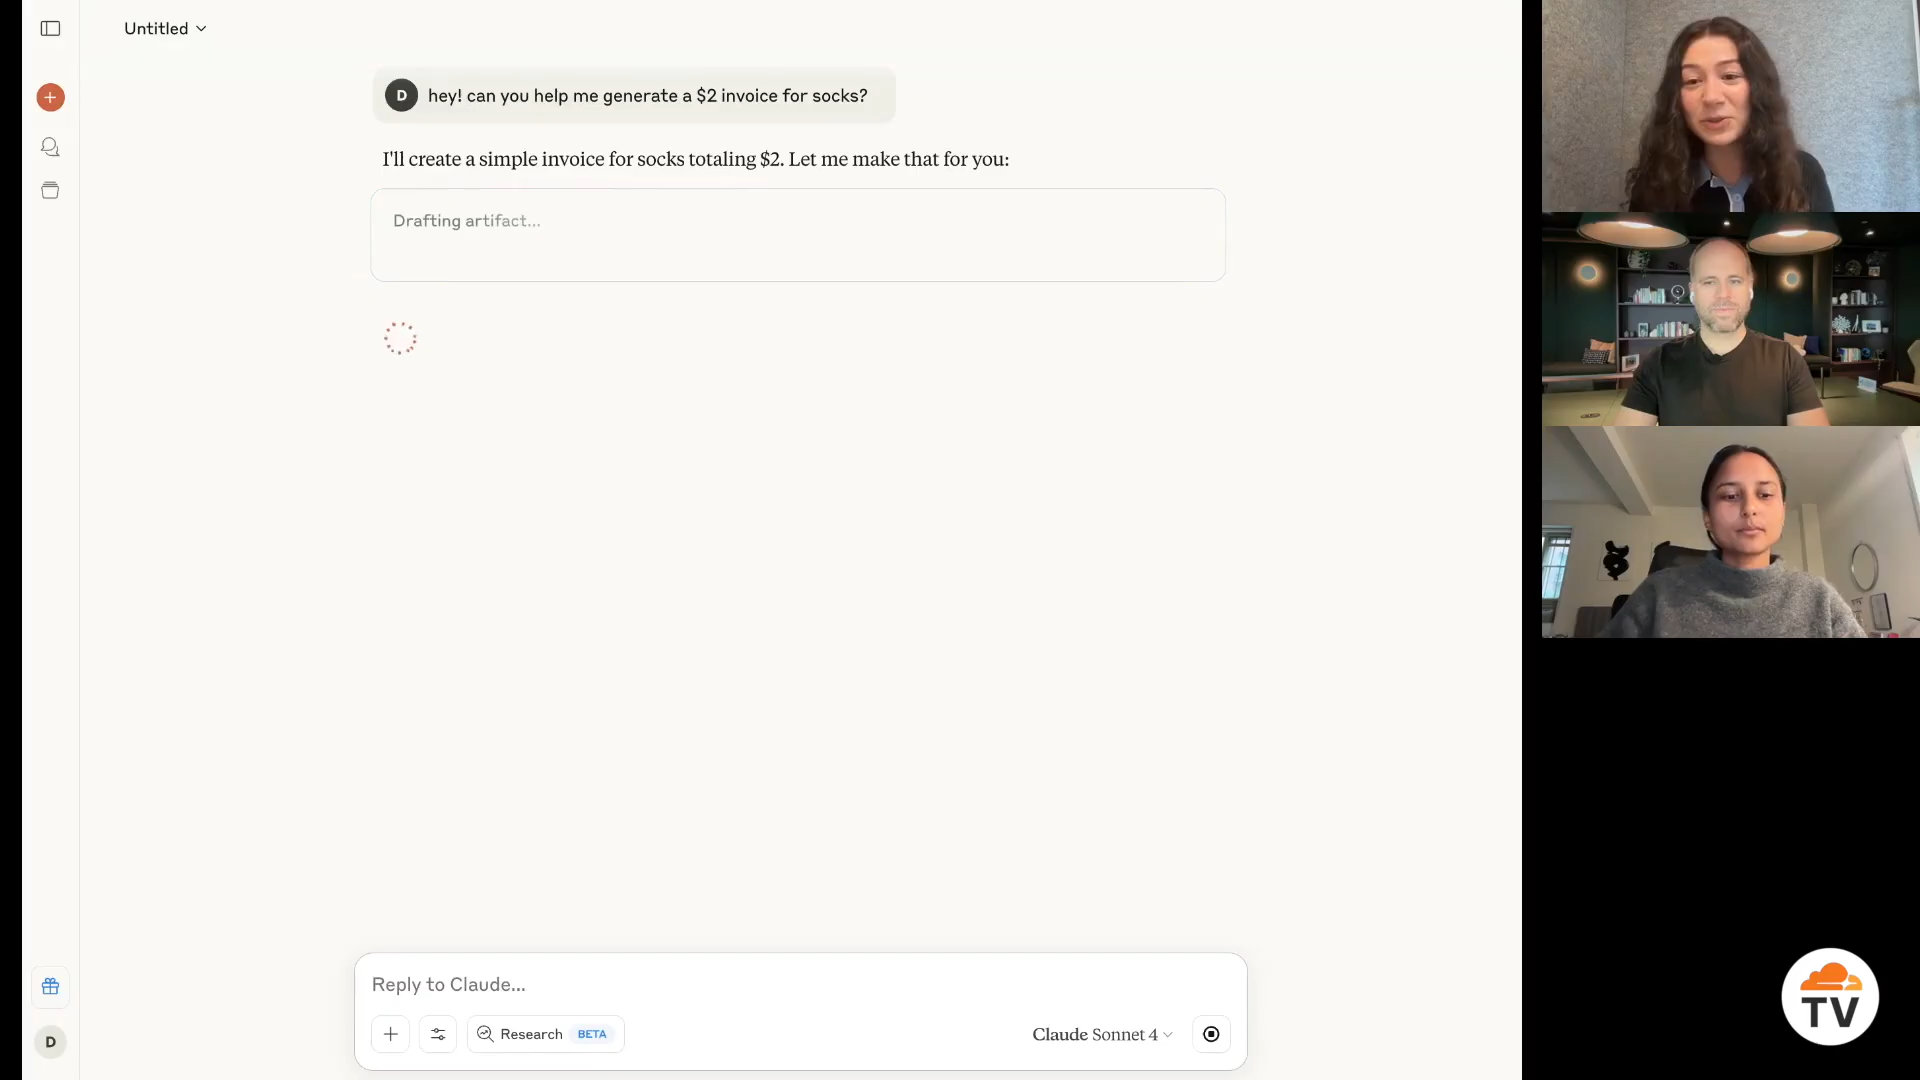 Untitled
D hey! can you help me generate a $2 invoice for socks?
I'll create a simple invoice for socks totaling $2. Let me make that for you:
Drafting artifact...
Reply to Claude...
Research BETA
Claude Sonnet 4
D
TV